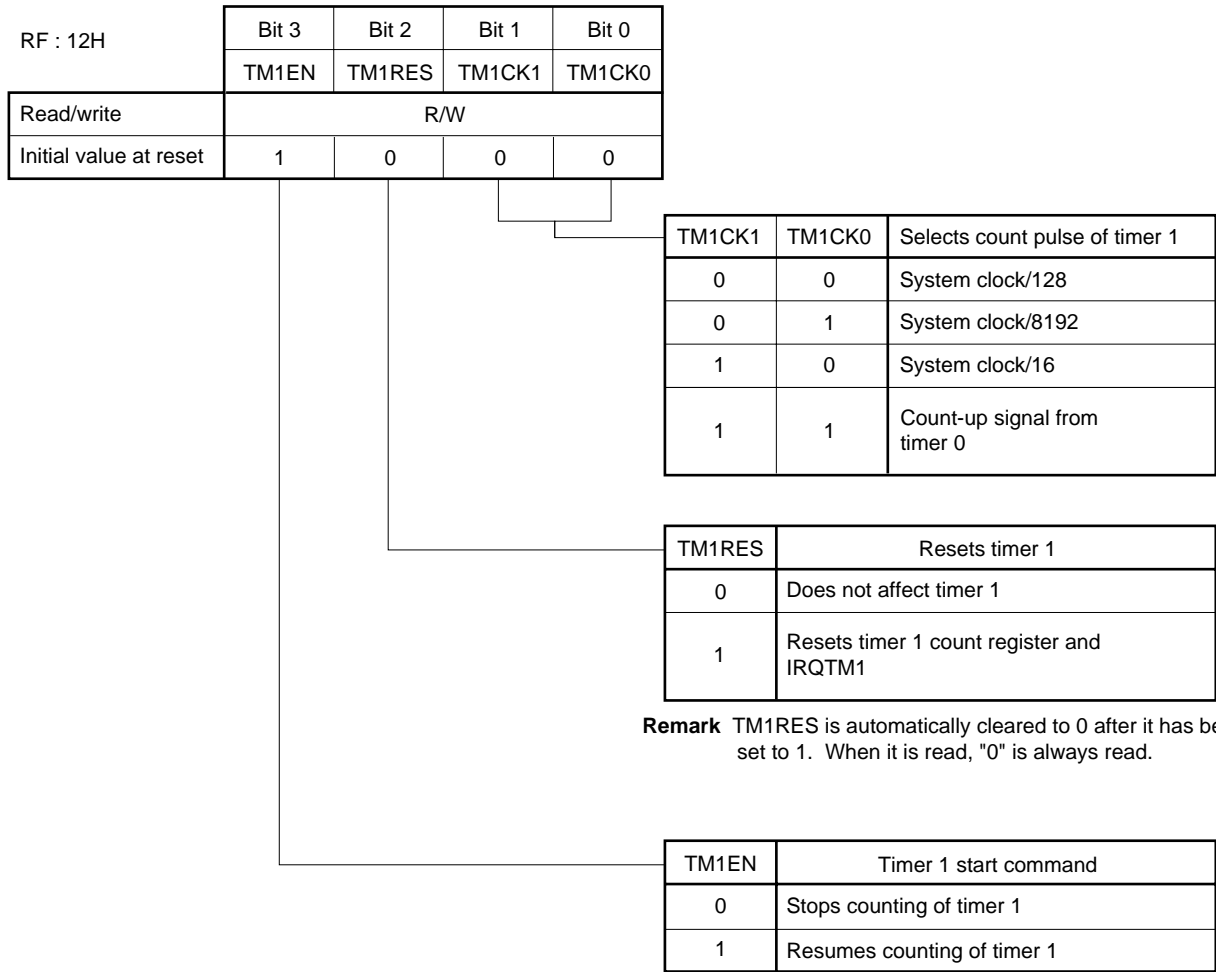 RF : 12H
Bit 3 Bit 2 Bit 1 Bit 0
TM1EN TM1RES TM1CK1 TM1CK0
Read/write R/W
Initial value at reset 1 0 0 0
TM1CK1 TM1CK0 Selects count pulse of timer 1
0 0 System clock/128
0 1 System clock/8192
1 0 System clock/16
1 1 Count-up signal from
timer 0
TM1RES Resets timer 1
0 Does not affect timer 1
1 Resets timer 1 count register and
IRQTM1
Remark TM1RES is automatically cleared to 0 after it has
set to 1. When it is read, "0" is always read.
TM1EN Timer 1 start command
0 Stops counting of timer 1
1 Resumes counting of timer 1